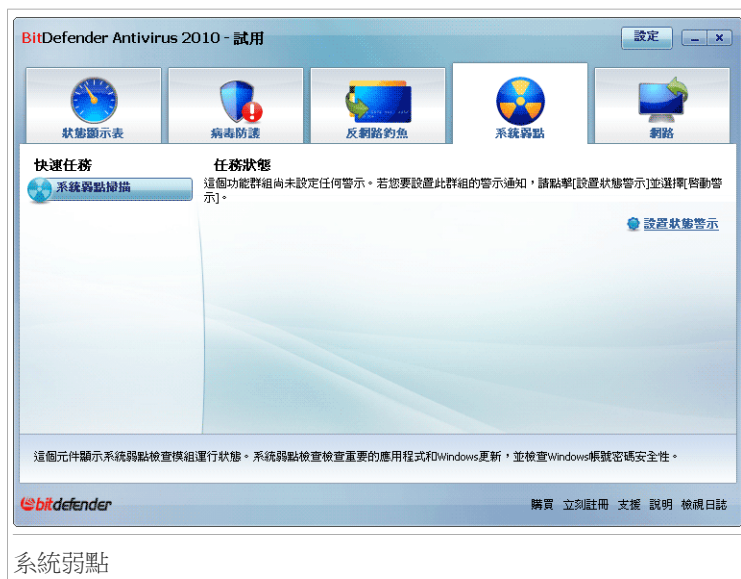 BitDefender Antivirus 2010 - 試用
設定
狀態顯示表
病毒防護
反網路釣魚
系統弱點
網路
快速任務
系統弱點掃描
任務狀態
這個功能群組尚未設定任何警示。若您要設置此群組的警示通知，請點擊[設置狀態警示]並選擇[啓動警
示]。
設置狀態警示
這個元件顯示系統弱點檢查模組運行狀態。系統弱點檢查檢查重要的應用程式和Windows更新，並檢查Windows帳號密碼安全性。
bitdefender
購買 立刻註冊 支援 說明 檢視日誌
系統弱點